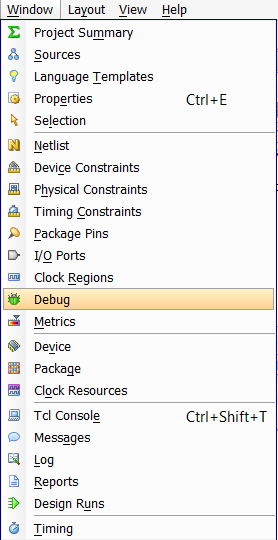 Window Layout View Help
Project Summary
Sources
Language Templates
Properties Ctrl+E
Selection
Netlist
Device Constraints
Physical Constraints
Timing Constraints
Package Pins
I/O Ports
Clock Regions
Debug
Metrics
Device
Package
Clock Resources
Tcl Console Ctrl+Shift+T
Messages
Log
Reports
Design Runs
Timing